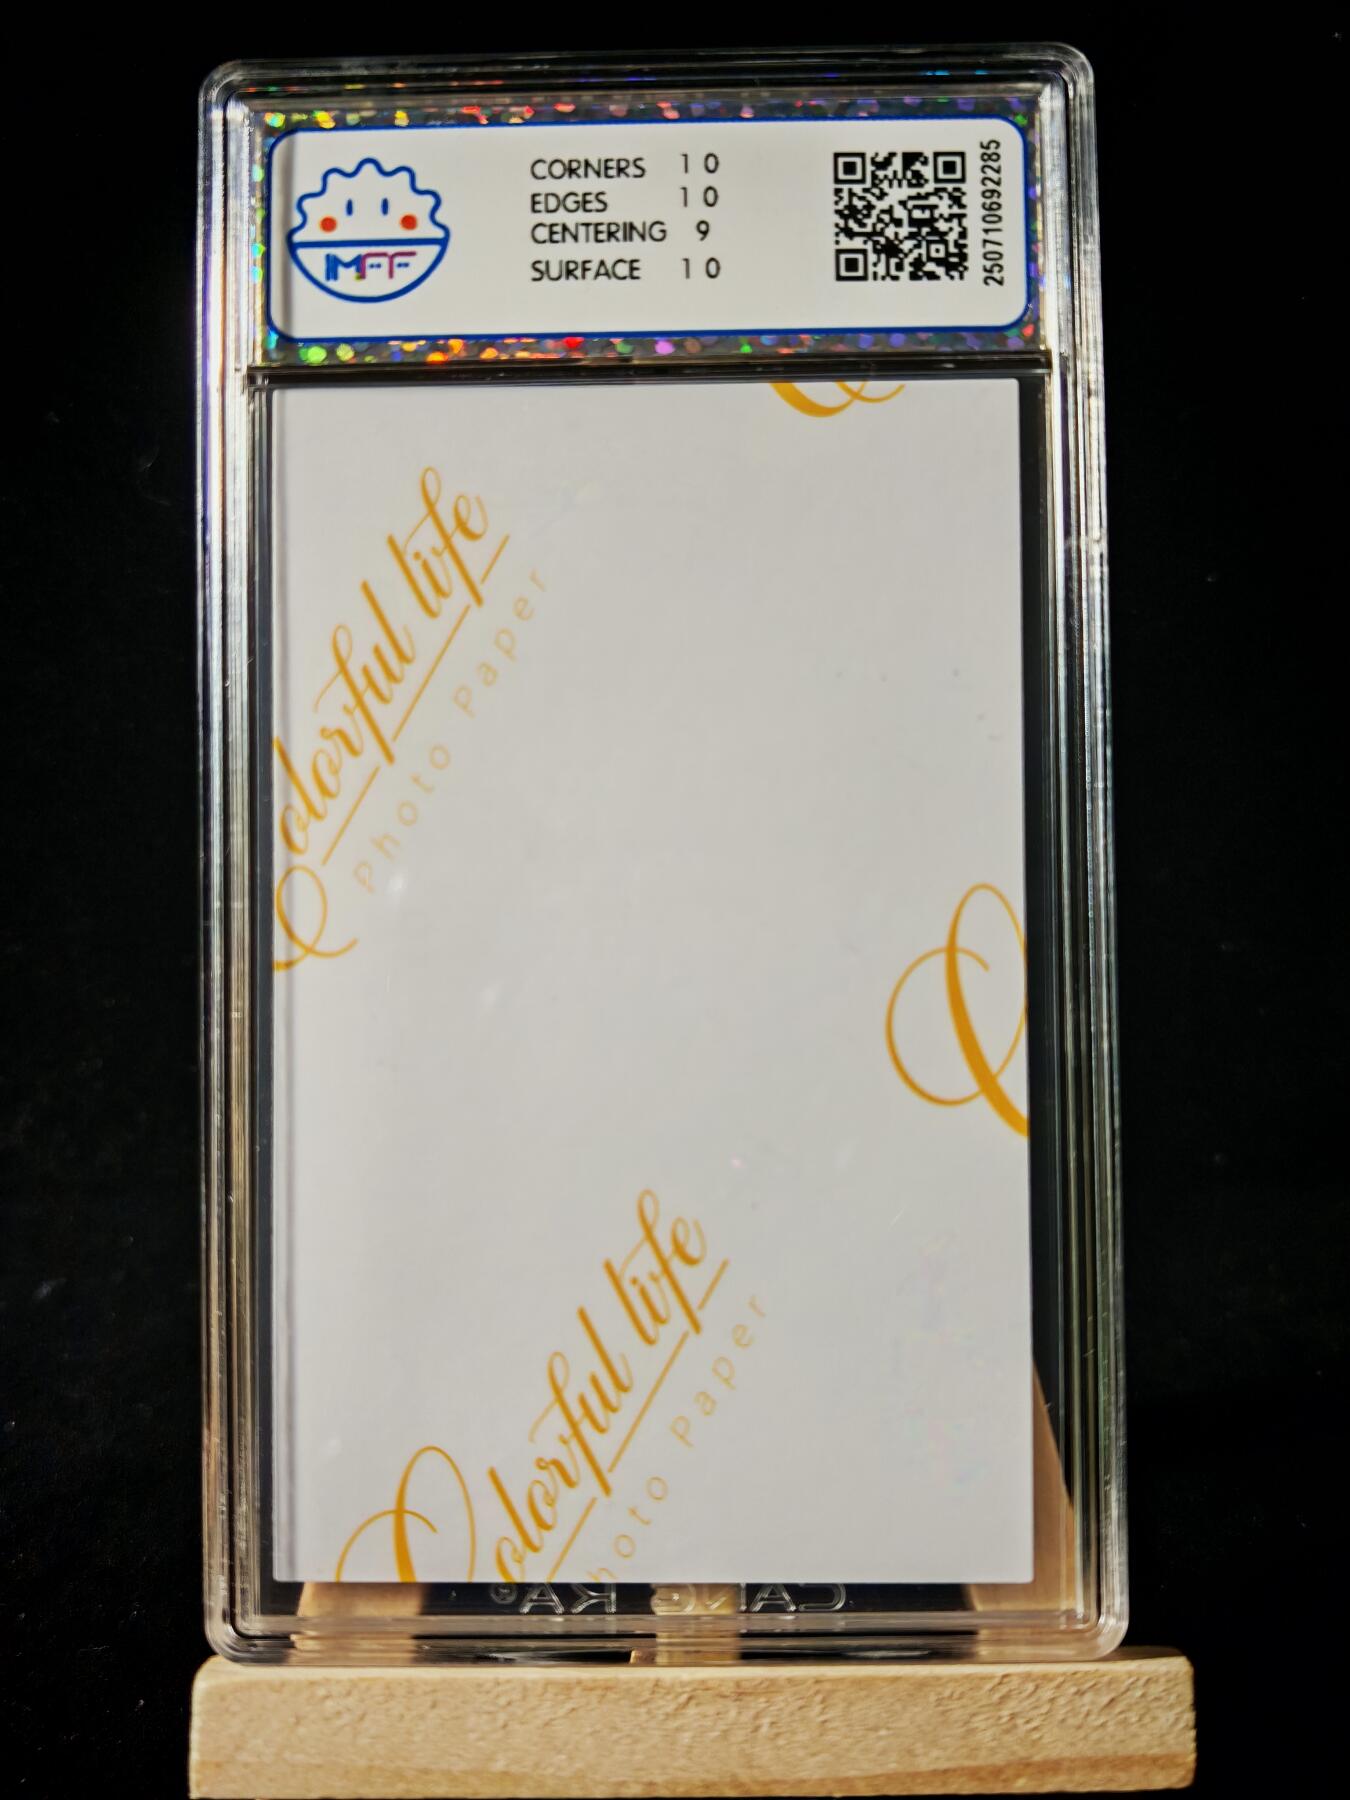 IMFF
CORNERS 10
EDGES 10
CENTERING 9
SURFACE 10
2507106922285
Colorful life
Photo Paper
Colorful life
Photo Paper
CANG KA®